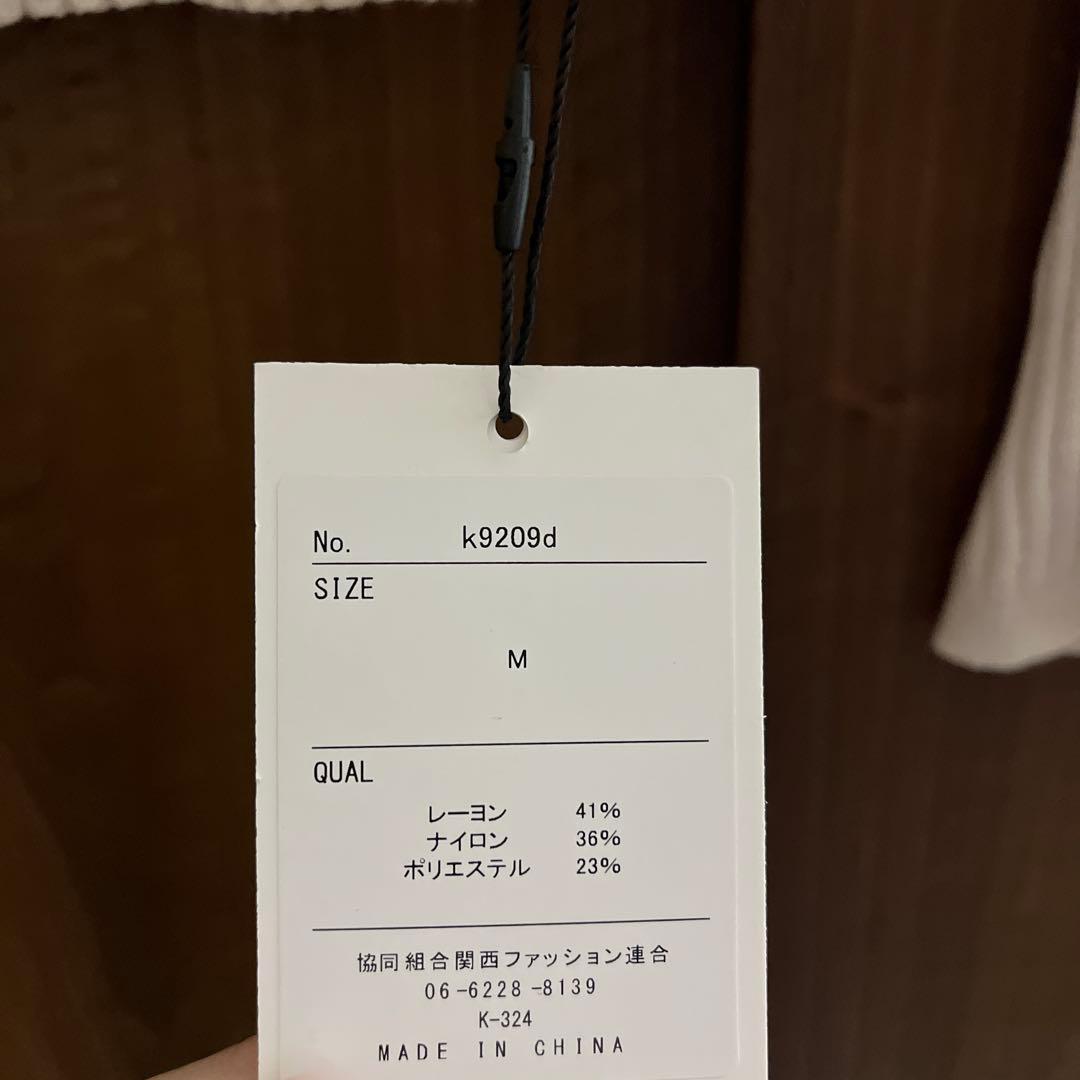 No. k9209d
SIZE
M
QUAL
レーヨン 41%
ナイロン 36%
ポリエステル 23%
協同組合関西ファッション連合
06-6228-8139
K-324
MADE IN CHINA